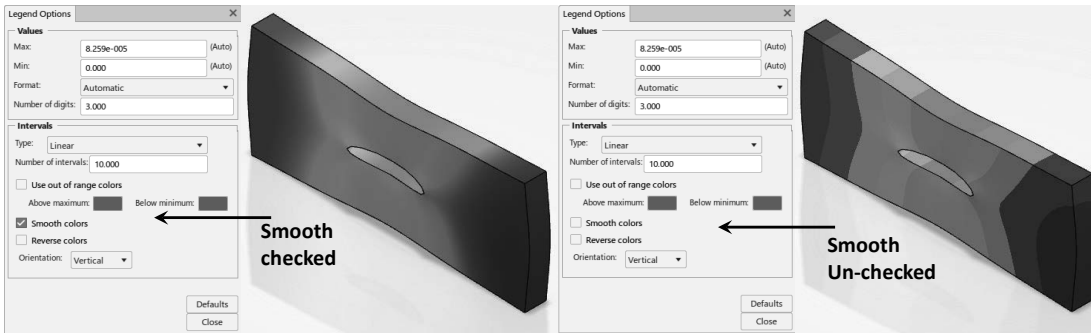 Legend Options
Values
Max: 8.259e-005 (Auto)
Min: 0.000 (Auto)
Format: Automatic
Number of digits: 3.000
Intervals
Type: Linear
Number of intervals: 10.000
Use out of range colors
Above maximum: Below minimum:
Smooth colors
Reverse colors
Orientation: Vertical
Defaults
Close
Smooth
checked
Legend Options
Values
Max: 8.259e-005 (Auto)
Min: 0.000 (Auto)
Format: Automatic
Number of digits: 3.000
Intervals
Type: Linear
Number of intervals: 10.000
Use out of range colors
Above maximum: Below minimum:
Smooth colors
Reverse colors
Orientation: Vertical
Defaults
Close
Smooth
Un-checked